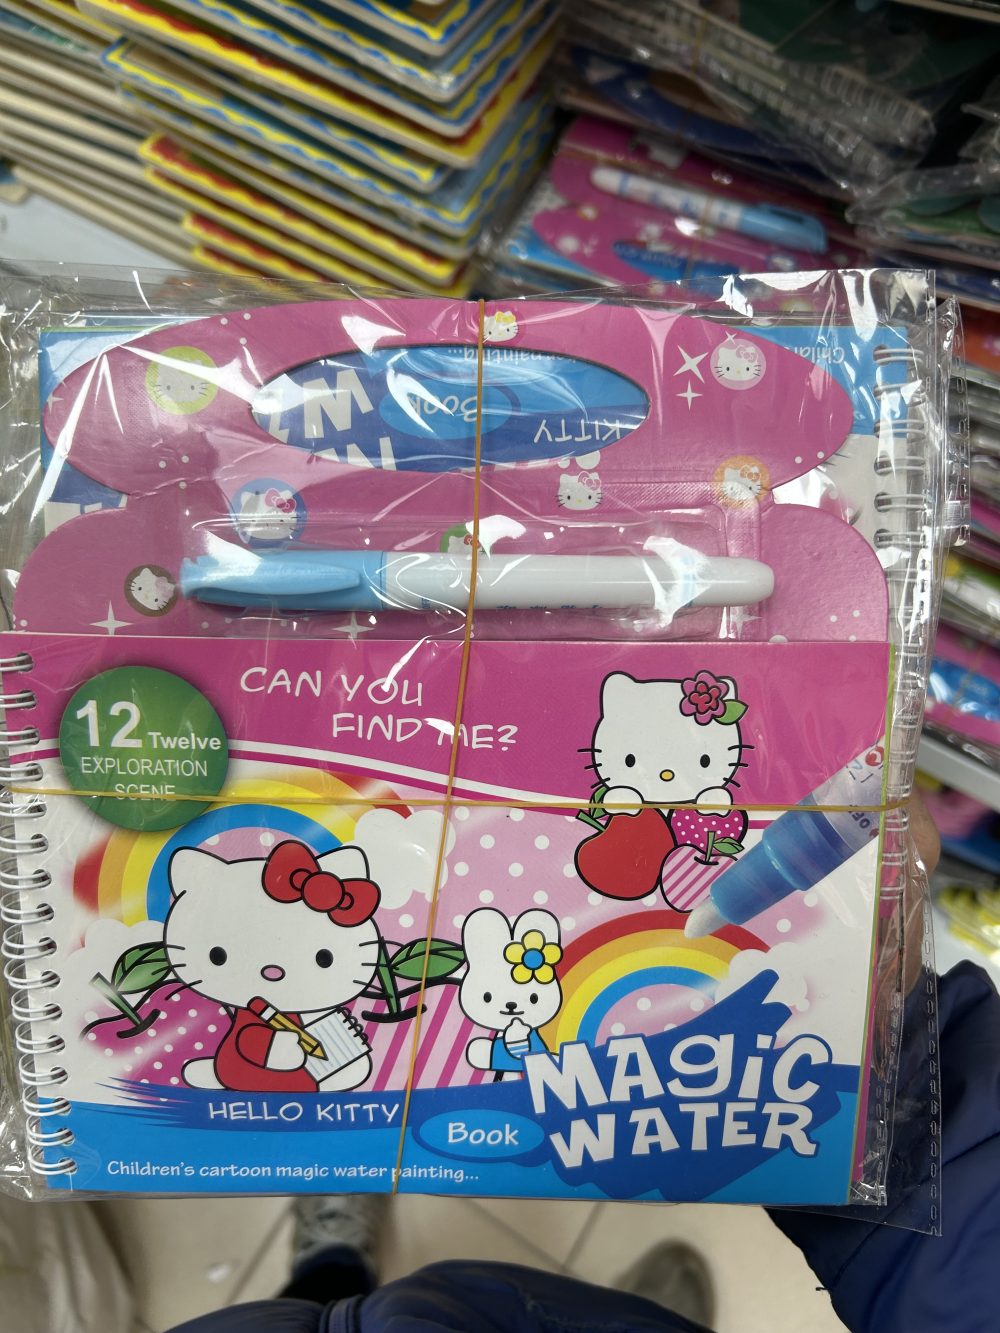 Book
KITTY
CAN YOU
FIND ME?
12 Twelve
EXPLORATION
SCENE
MAGIC
WATER
HELLO KITTY
Book
Children's cartoon magic water painting...